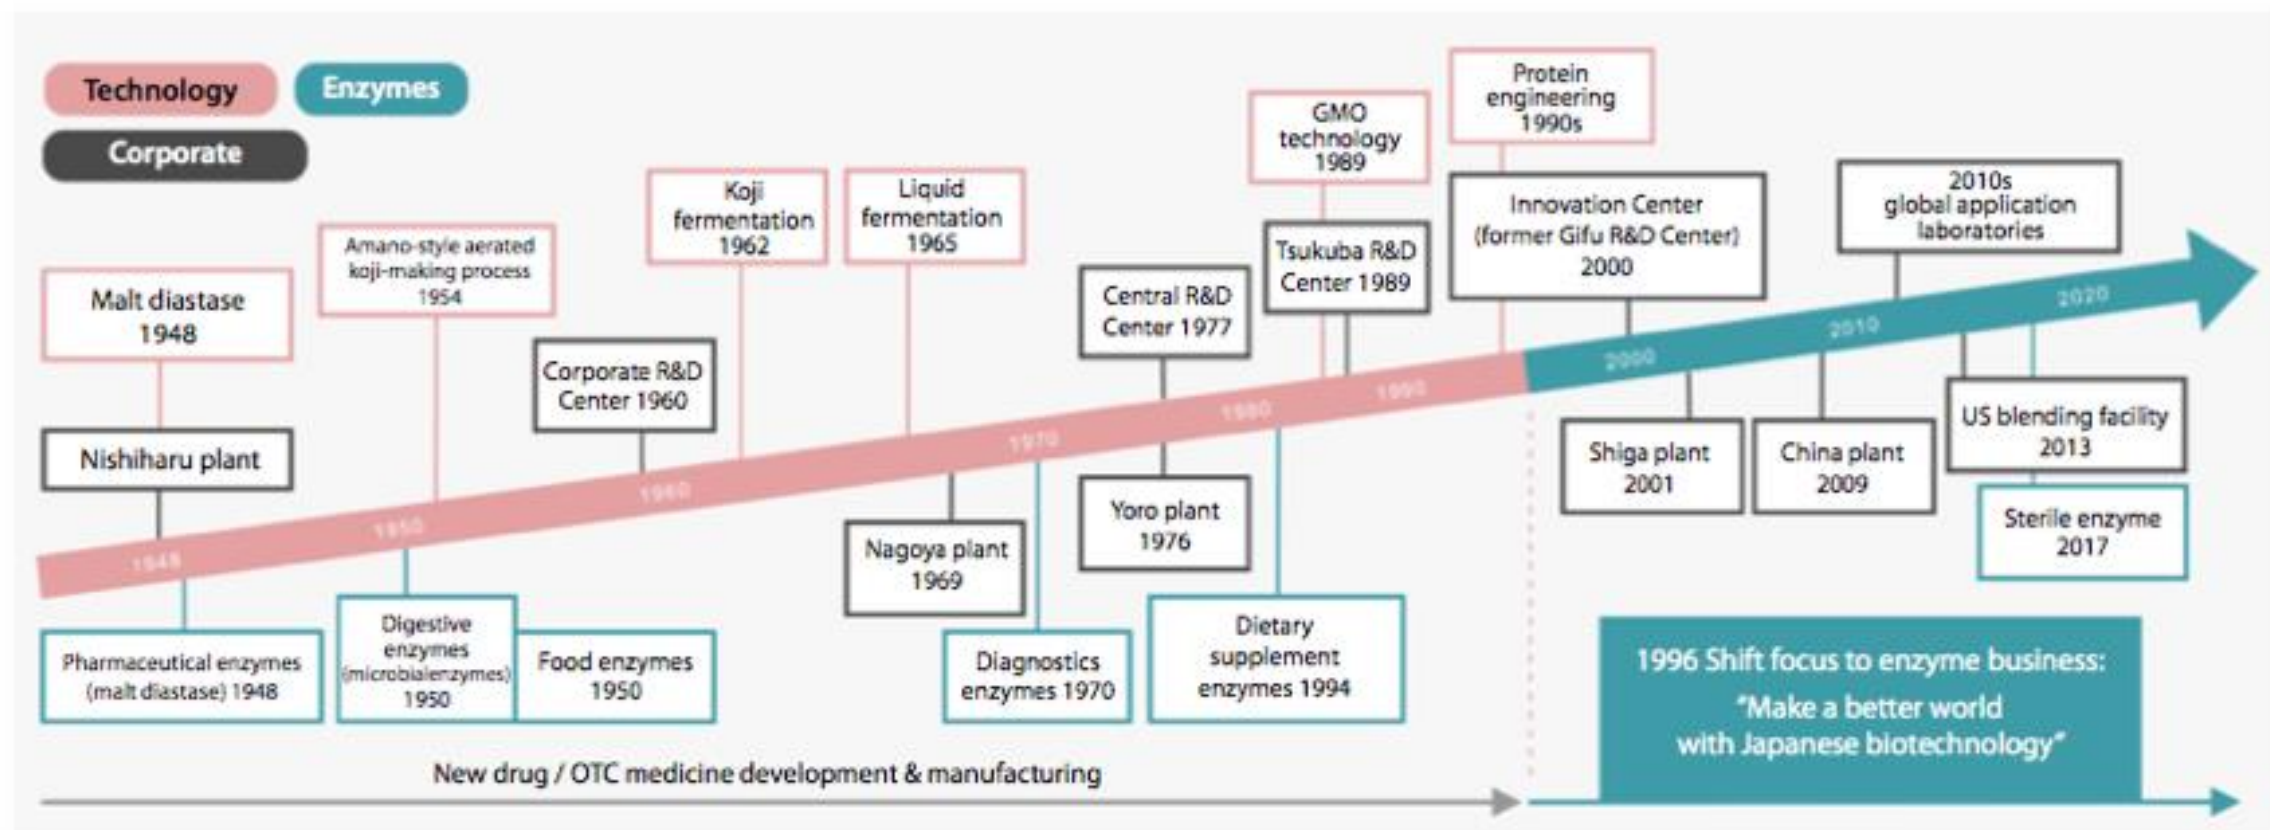 Technology
Enzymes
Corporate
Malt diastase
1948
Nishiharu plant
Amano-style aerated
koji-making process
1954
Corporate R&D
Center 1960
Koji
fermentation
1962
Liquid
fermentation
1965
Central R&D
Center 1977
GMO
technology
1989
Tsukuba R&D
Center 1989
Protein
engineering
1990s
Innovation Center
(former Gifu R&D Center)
2000
2010s
global application
laboratories
1948
1950
1960
1970
1980
1990
2000
2010
2020
Pharmaceutical enzymes
(malt diastase) 1948
Digestive
enzymes
(microbialenzymes)
1950
Food enzymes
1950
Nagoya plant
1969
Diagnostics
enzymes 1970
Yoro plant
1976
Dietary
supplement
enzymes 1994
Shiga plant
2001
China plant
2009
US blending facility
2013
Sterile enzyme
2017
1996 Shift focus to enzyme business:
"Make a better world
with Japanese biotechnology"
New drug / OTC medicine development & manufacturing